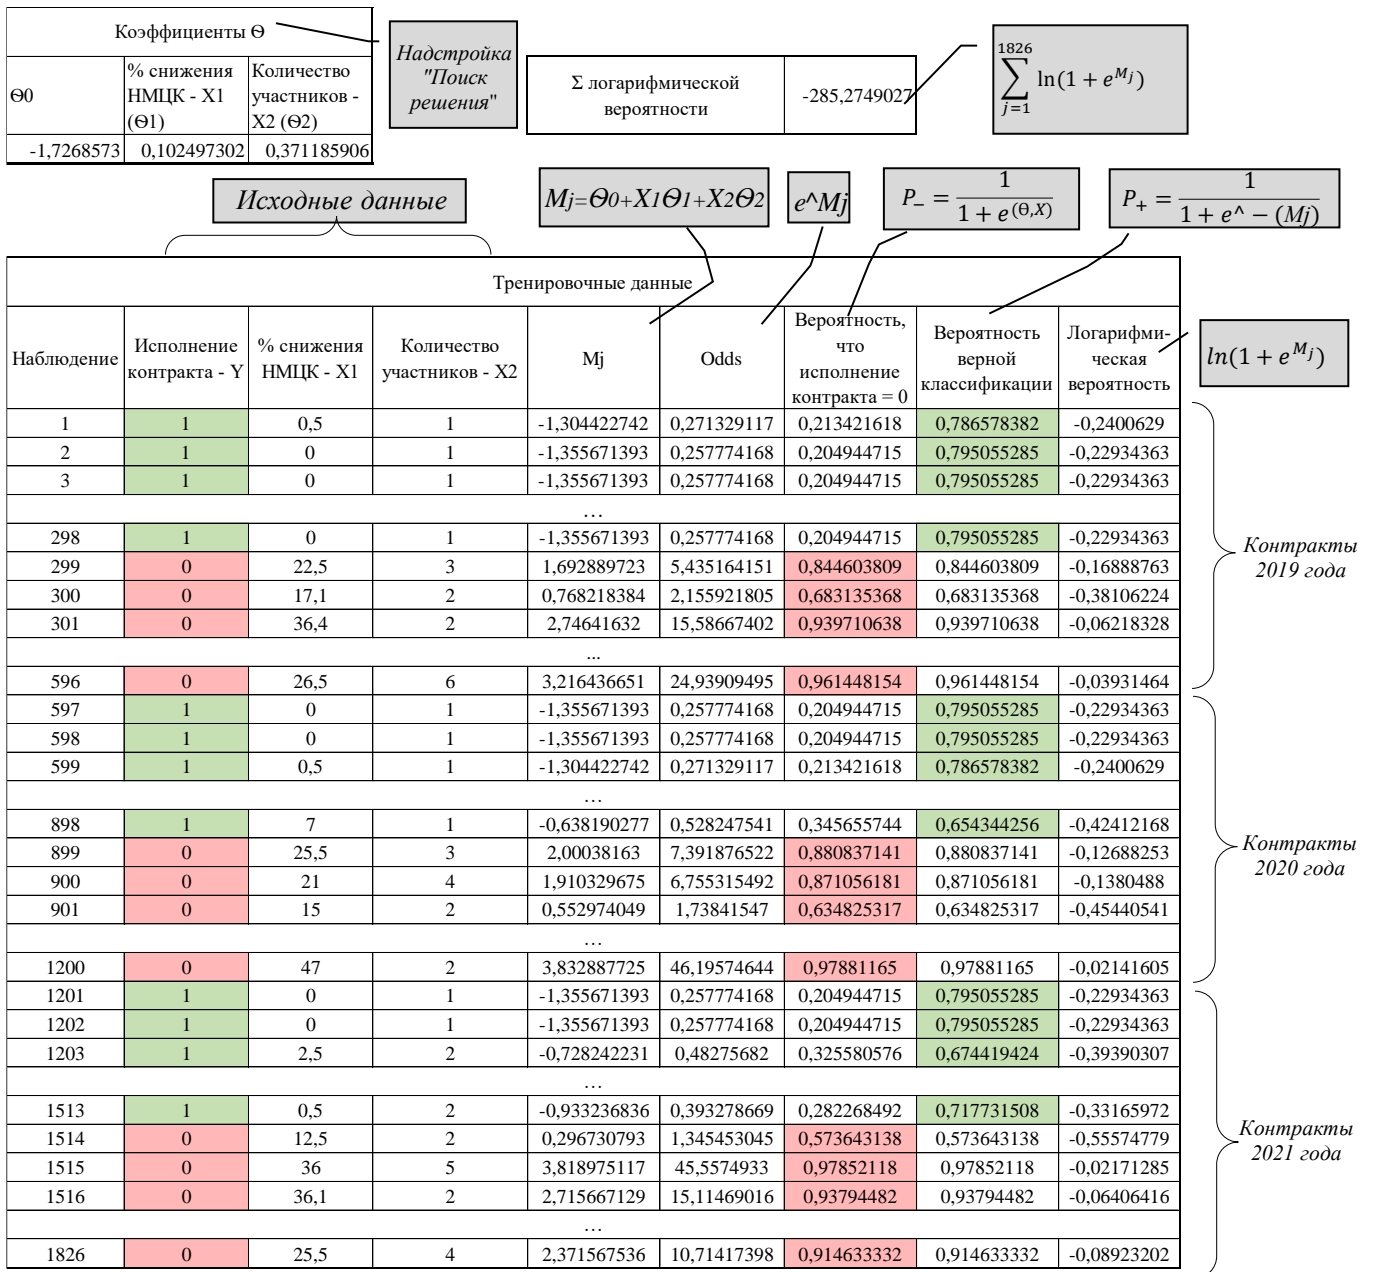 Коэффициенты Ө
Ө0
% снижения НМЦК - X1 (Ө1)
Количество участников - X2 (Ө2)
-1,7268573 0,102497302 0,371185906
Надстройка
"Поиск
решения"
Σ логарифмической
вероятности
-285,2749027
1826
∑ ln(1 + e^{M_j})
j=1
Исходные данные
Mj=Ө0+X1Ө1+X2Ө2
e^Mj
P₋ = 1 / (1 + e^{(Ө,X)})
P₊ = 1 / (1 + e^ − (Mj))
ln(1 + e^{M_j})
Тренировочные данные
Наблюдение
Исполнение контракта - Y
% снижения НМЦК - X1
Количество участников - X2
Mj
Odds
Вероятность, что исполнение контракта = 0
Вероятность верной классификации
Логарифми-ческая вероятность
1 1 0,5 1 -1,304422742 0,271329117 0,213421618 0,786578382 -0,2400629
2 1 0 1 -1,355671393 0,257774168 0,204944715 0,795055285 -0,22934363
3 1 0 1 -1,355671393 0,257774168 0,204944715 0,795055285 -0,22934363
…
298 1 0 1 -1,355671393 0,257774168 0,204944715 0,795055285 -0,22934363
299 0 22,5 3 1,692889723 5,435164151 0,844603809 0,844603809 -0,16888763
300 0 17,1 2 0,768218384 2,155921805 0,683135368 0,683135368 -0,38106224
301 0 36,4 2 2,74641632 15,58667402 0,939710638 0,939710638 -0,06218328
...
596 0 26,5 6 3,216436651 24,93909495 0,961448154 0,961448154 -0,03931464
Контракты
2019 года
597 1 0 1 -1,355671393 0,257774168 0,204944715 0,795055285 -0,22934363
598 1 0 1 -1,355671393 0,257774168 0,204944715 0,795055285 -0,22934363
599 1 0,5 1 -1,304422742 0,271329117 0,213421618 0,786578382 -0,2400629
…
898 1 7 1 -0,638190277 0,528247541 0,345655744 0,654344256 -0,42412168
899 0 25,5 3 2,00038163 7,391876522 0,880837141 0,880837141 -0,12688253
900 0 21 4 1,910329675 6,755315492 0,871056181 0,871056181 -0,1380488
901 0 15 2 0,552974049 1,73841547 0,634825317 0,634825317 -0,45440541
…
1200 0 47 2 3,832887725 46,19574644 0,97881165 0,97881165 -0,02141605
Контракты
2020 года
1201 1 0 1 -1,355671393 0,257774168 0,204944715 0,795055285 -0,22934363
1202 1 0 1 -1,355671393 0,257774168 0,204944715 0,795055285 -0,22934363
1203 1 2,5 2 -0,728242231 0,48275682 0,325580576 0,674419424 -0,39390307
…
1513 1 0,5 2 -0,933236836 0,393278669 0,282268492 0,717731508 -0,33165972
1514 0 12,5 2 0,296730793 1,345453045 0,573643138 0,573643138 -0,55574779
1515 0 36 5 3,818975117 45,5574933 0,97852118 0,97852118 -0,02171285
1516 0 36,1 2 2,715667129 15,11469016 0,93794482 0,93794482 -0,06406416
…
1826 0 25,5 4 2,371567536 10,71417398 0,914633332 0,914633332 -0,08923202
Контракты
2021 года